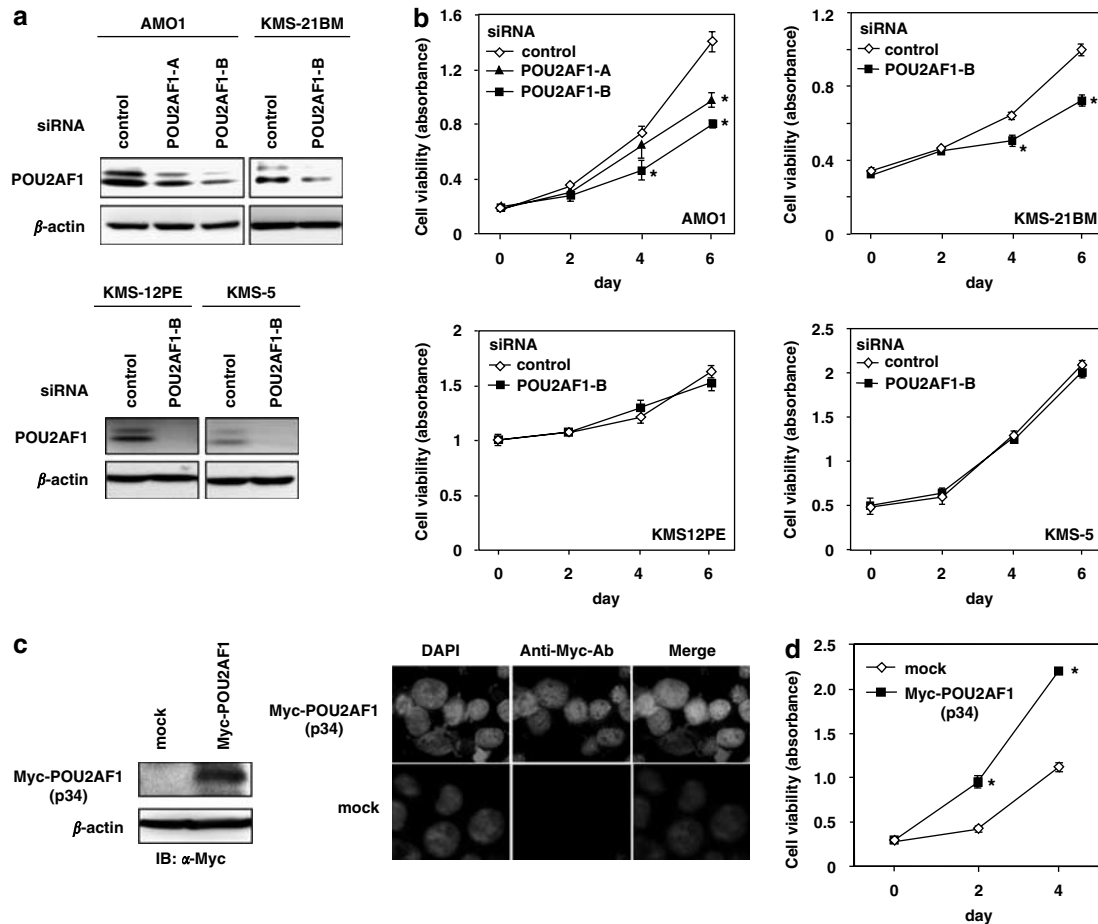 a
AMO1 KMS-21BM
siRNA control POU2AF1-A POU2AF1-B control POU2AF1-B
POU2AF1
β-actin
KMS-12PE KMS-5
siRNA control POU2AF1-B control POU2AF1-B
POU2AF1
β-actin
b
Cell viability (absorbance)
1.6
1.2
0.8
0.4
0
siRNA
control
POU2AF1-A
POU2AF1-B
*
*
*
AMO1
0 2 4 6
day
Cell viability (absorbance)
1.2
0.8
0.4
0
siRNA
control
POU2AF1-B
*
*
KMS-21BM
0 2 4 6
day
Cell viability (absorbance)
2
1.5
1
0.5
0
siRNA
control
POU2AF1-B
KMS12PE
0 2 4 6
day
Cell viability (absorbance)
2.5
2
1.5
1
0.5
0
siRNA
control
POU2AF1-B
KMS-5
0 2 4 6
day
c
mock Myc-POU2AF1
Myc-POU2AF1
(p34)
β-actin
IB: α-Myc
DAPI Anti-Myc-Ab Merge
Myc-POU2AF1
(p34)
mock
d
Cell viability (absorbance)
2.5
2.0
1.5
1.0
0.5
0
mock
Myc-POU2AF1
(p34)
*
*
0 2 4
day